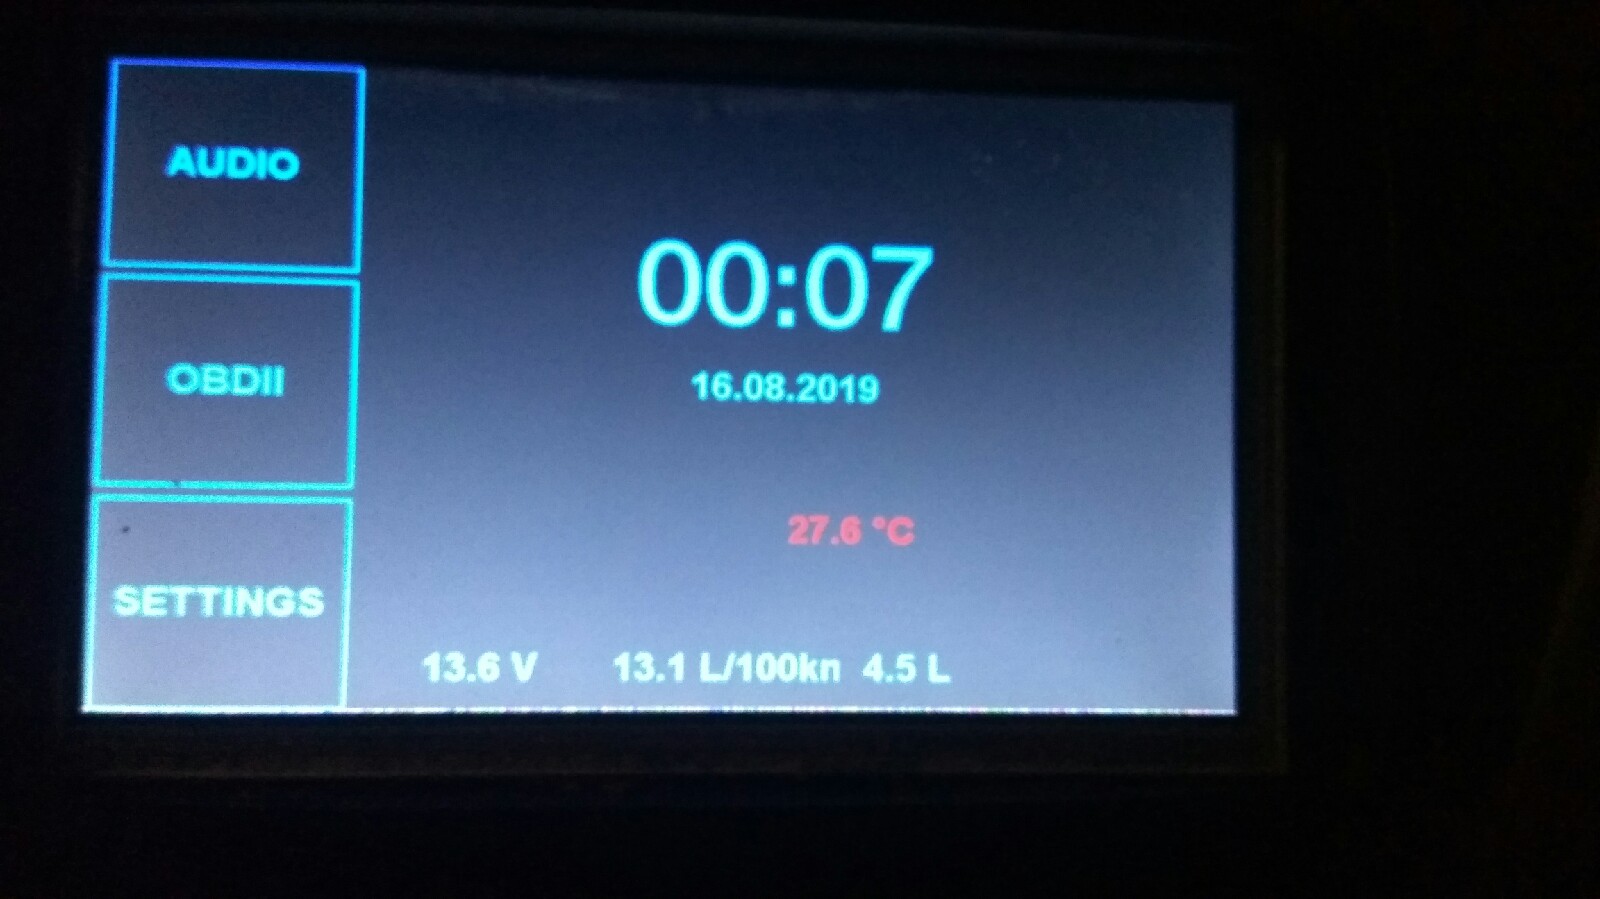 AUDIO
00:07
16.08.2019
OBDII
27.6 °C
SETTINGS
13.6 V 13.1 L/100kn 4.5 L